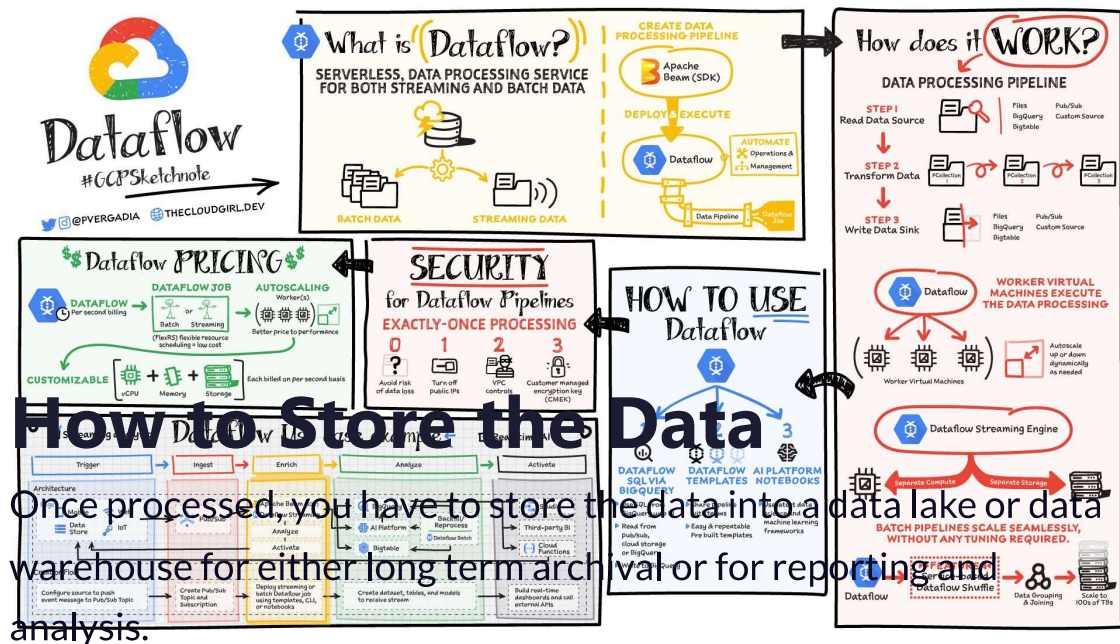 Dataflow
#GCPSketchnote
@PVERGADIA THECLOUDGIRL.DEV
What is Dataflow?
SERVERLESS, DATA PROCESSING SERVICE
FOR BOTH STREAMING AND BATCH DATA
BATCH DATA
STREAMING DATA
CREATE DATA
PROCESSING PIPELINE
Apache
Beam (SDK)
DEPLOY & EXECUTE
Dataflow
AUTOMATE
Operations &
Management
Data Pipeline
Dataflow
Job
How does it WORK?
DATA PROCESSING PIPELINE
STEP 1
Read Data Source
Files Pub/Sub
BigQuery Custom Source
Bigtable
STEP 2
Transform Data
PCollection 1
PCollection 2
PCollection 3
STEP 3
Write Data Sink
Files Pub/Sub
BigQuery Custom Source
Bigtable
Dataflow
WORKER VIRTUAL
MACHINES EXECUTE
THE DATA PROCESSING
Worker Virtual Machines
Autoscale
up or down
dynamically
as needed
Dataflow Streaming Engine
Separate Compute
Separate Storage
BATCH PIPELINES SCALE SEAMLESSLY,
WITHOUT ANY TUNING REQUIRED.
Dataflow
*FEATURE*
Service-based
Dataflow Shuffle
Data Grouping
& Joining
Scale to
100s of TBs
$$ Dataflow PRICING $$
DATAFLOW
Per second billing
DATAFLOW JOB
Batch or Streaming
(FlexRS) flexible resource
scheduling = low cost
AUTOSCALING
Worker(s)
Better price to performance
CUSTOMIZABLE
vCPU + Memory + Storage
Each billed on per second basis
SECURITY
for Dataflow Pipelines
EXACTLY-ONCE PROCESSING
0 1 2 3
Avoid risk
of data loss
Turn off
public IPs
VPC
controls
Customer managed
encryption key
(CMEK)
HOW TO USE
Dataflow
3
DATAFLOW
SQL VIA
BIGQUERY
DATAFLOW
TEMPLATES
AI PLATFORM
NOTEBOOKS
Read from
pub/sub,
cloud storage
or BigQuery
Easy & repeatable
Pre built templates
machine learning
frameworks
How to Store the Data
Once processed, you have to store the data into a data lake or data
warehouse for either long term archival or for reporting and
analysis.
Trigger
Ingest
Enrich
Analyze
Activate
Architecture
Data
Store
IoT
Pub/Sub
Analyze
Activate
AI Platform
Bigtable
Reprocess
Dataflow Batch
Third-party BI
Cloud
Functions
Configure source to push
event message to Pub/Sub Topic
Create Pub/Sub
Topic and
Subscription
Deploy streaming or
batch Dataflow job
using templates, CLI,
or notebooks
Create dataset, tables, and models
to receive stream
Build real-time
dashboards and call
external APIs